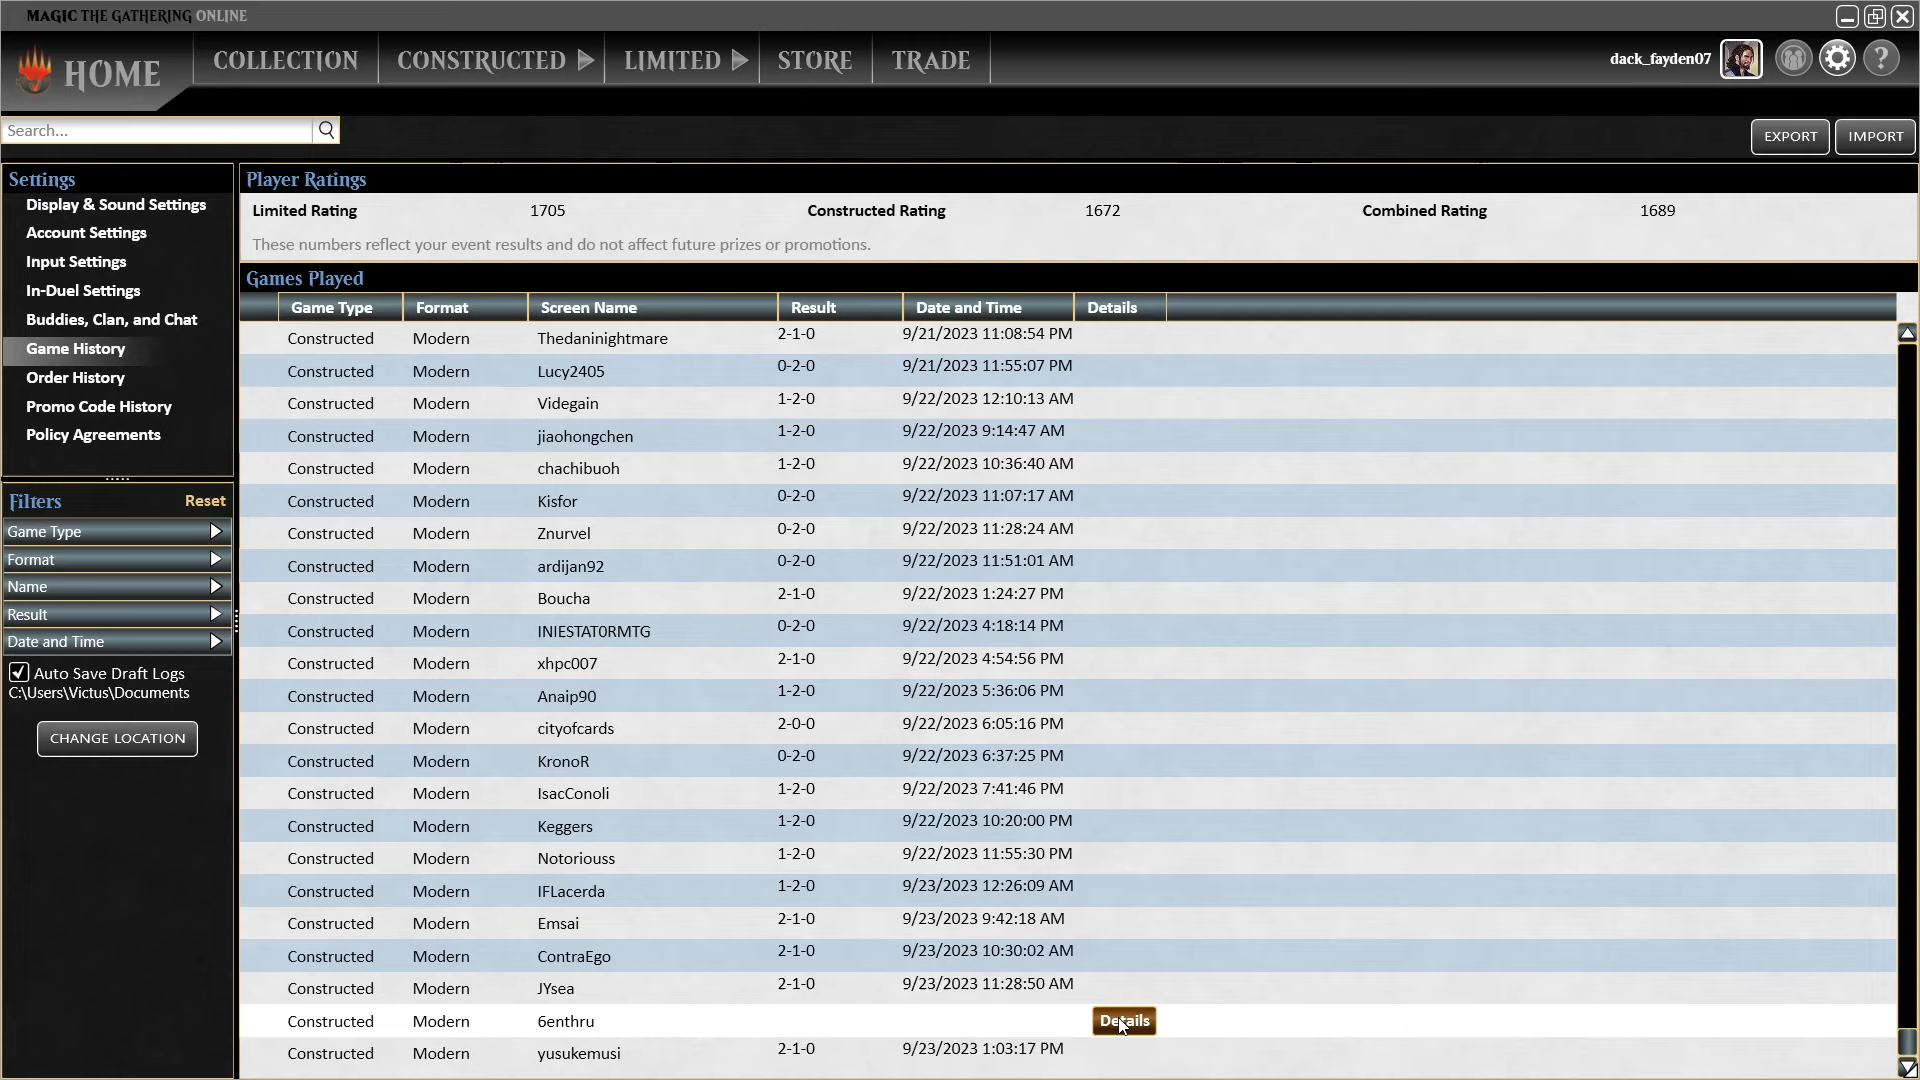 MAGIC THE GATHERING ONLINE
HOME
COLLECTION
CONSTRUCTED
LIMITED
STORE
TRADE
dack_fayden07
?
Search...
EXPORT
IMPORT
Settings
Display & Sound Settings
Account Settings
Input Settings
In-Duel Settings
Buddies, Clan, and Chat
Game History
Order History
Promo Code History
Policy Agreements
Filters Reset
Game Type
Format
Name
Result
Date and Time
Auto Save Draft Logs
C:\Users\Victus\Documents
CHANGE LOCATION
Player Ratings
Limited Rating 1705 Constructed Rating 1672 Combined Rating 1689
These numbers reflect your event results and do not affect future prizes or promotions.
Games Played
Game Type Format Screen Name Result Date and Time Details
Constructed Modern Thedaninightmare 2-1-0 9/21/2023 11:08:54 PM
Constructed Modern Lucy2405 0-2-0 9/21/2023 11:55:07 PM
Constructed Modern Videgain 1-2-0 9/22/2023 12:10:13 AM
Constructed Modern jiaohongchen 1-2-0 9/22/2023 9:14:47 AM
Constructed Modern chachibuoh 1-2-0 9/22/2023 10:36:40 AM
Constructed Modern Kisfor 0-2-0 9/22/2023 11:07:17 AM
Constructed Modern Znurvel 0-2-0 9/22/2023 11:28:24 AM
Constructed Modern ardijan92 0-2-0 9/22/2023 11:51:01 AM
Constructed Modern Boucha 2-1-0 9/22/2023 1:24:27 PM
Constructed Modern INIESTAT0RMTG 0-2-0 9/22/2023 4:18:14 PM
Constructed Modern xhpc007 2-1-0 9/22/2023 4:54:56 PM
Constructed Modern Anaip90 1-2-0 9/22/2023 5:36:06 PM
Constructed Modern cityofcards 2-0-0 9/22/2023 6:05:16 PM
Constructed Modern KronoR 0-2-0 9/22/2023 6:37:25 PM
Constructed Modern IsacConoli 1-2-0 9/22/2023 7:41:46 PM
Constructed Modern Keggers 1-2-0 9/22/2023 10:20:00 PM
Constructed Modern Notoriouss 1-2-0 9/22/2023 11:55:30 PM
Constructed Modern IFLacerda 1-2-0 9/23/2023 12:26:09 AM
Constructed Modern Emsai 2-1-0 9/23/2023 9:42:18 AM
Constructed Modern ContraEgo 2-1-0 9/23/2023 10:30:02 AM
Constructed Modern JYsea 2-1-0 9/23/2023 11:28:50 AM
Constructed Modern 6enthru Details
Constructed Modern yusukemusi 2-1-0 9/23/2023 1:03:17 PM